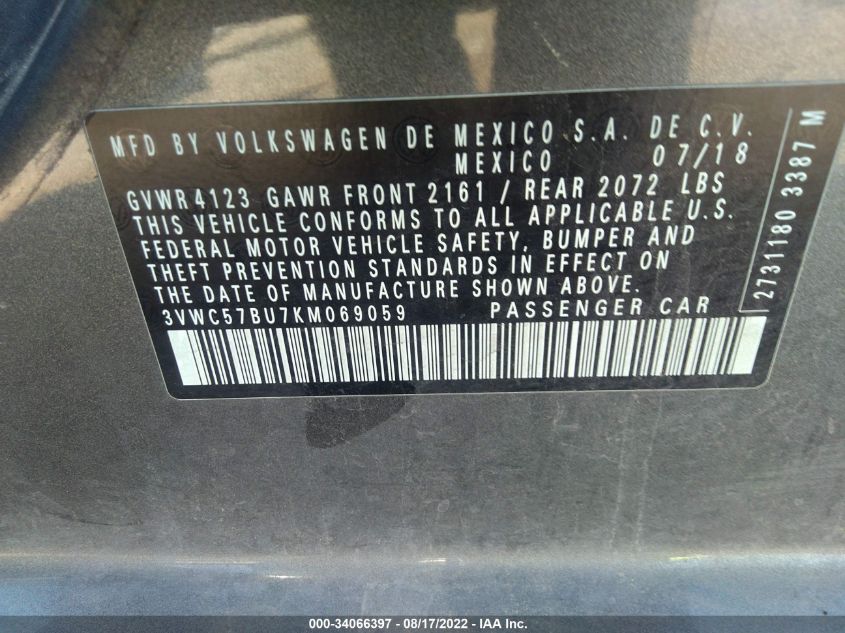 MFD BY VOLKSWAGEN DE MEXICO S.A. DE C.V.
MEXICO 07/18
GVWR 4123 GAWR FRONT 2161 / REAR 2072 LBS
THIS VEHICLE CONFORMS TO ALL APPLICABLE U.S.
FEDERAL MOTOR VEHICLE SAFETY, BUMPER AND
THEFT PREVENTION STANDARDS IN EFFECT ON
THE DATE OF MANUFACTURE SHOWN ABOVE.
3VWC57BU7KM069059 PASSENGER CAR
2731180 3387 M
000-34066397 - 08/17/2022 - IAA Inc.